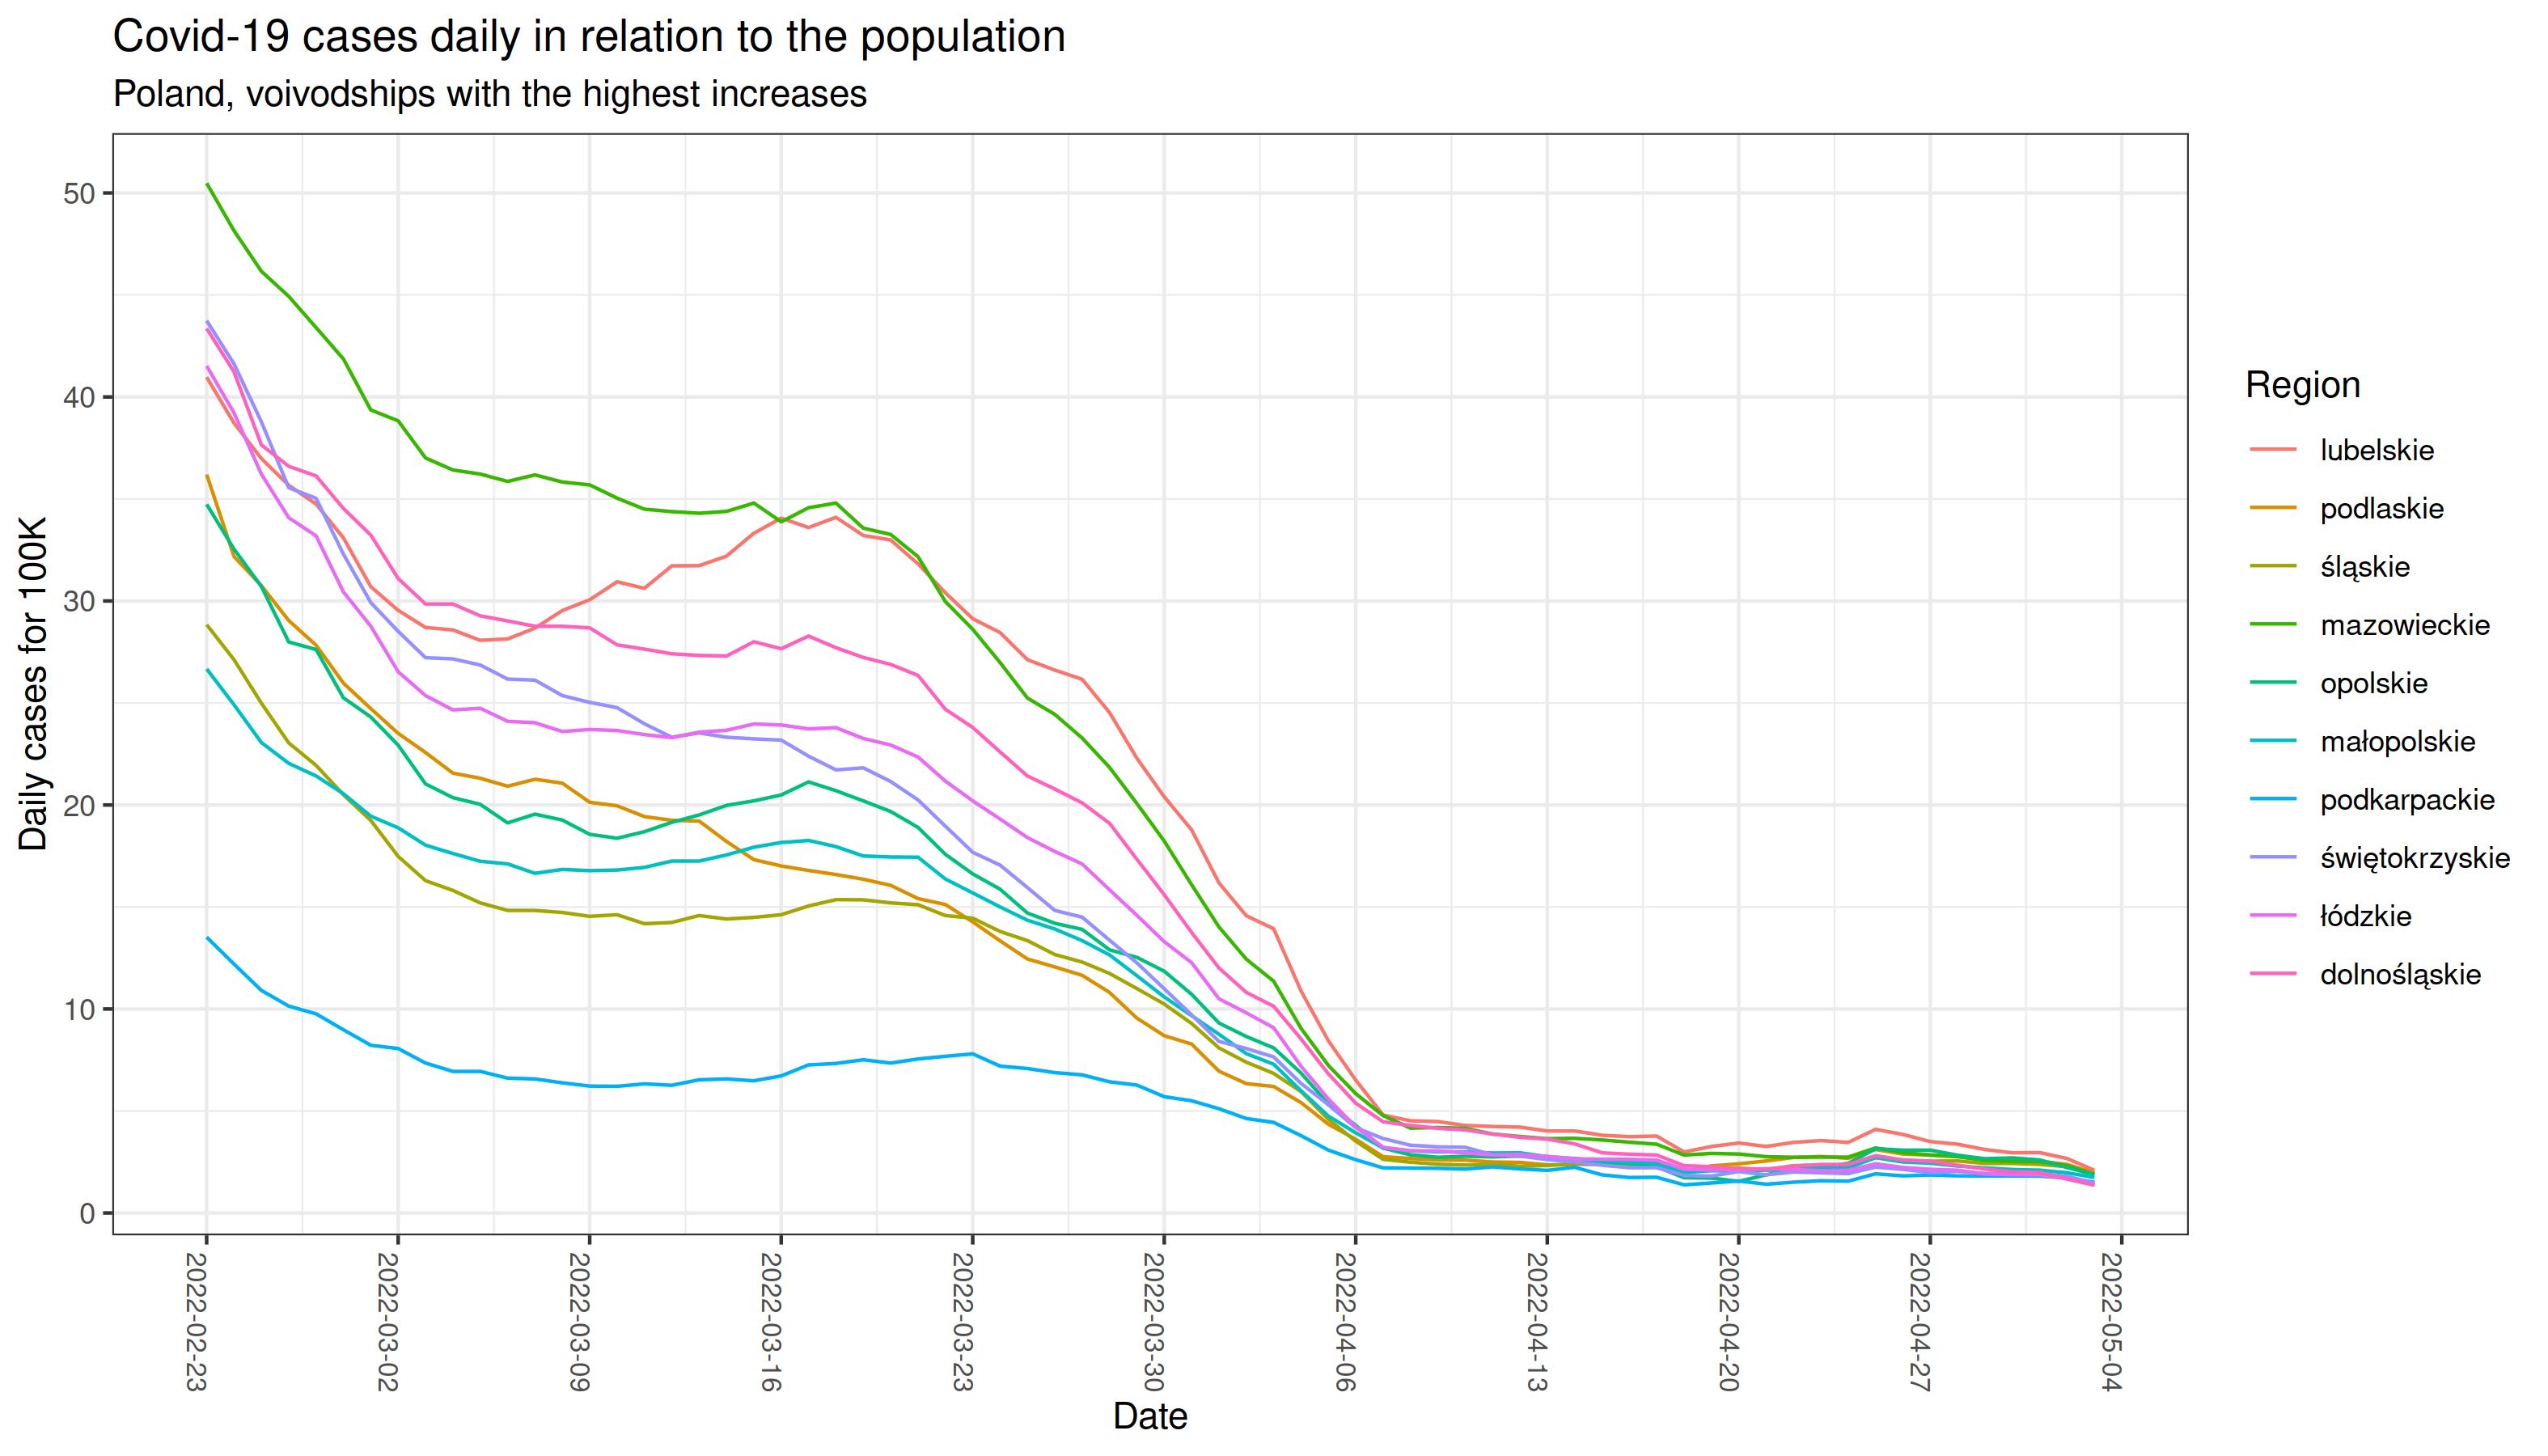 Covid-19 cases daily in relation to the population
Poland, voivodships with the highest increases
Daily cases for 100K
50
40
30
20
10
0
2022-02-23
2022-03-02
2022-03-09
2022-03-16
2022-03-23
2022-03-30
2022-04-06
2022-04-13
2022-04-20
2022-04-27
2022-05-04
Date
Region
lubelskie
podlaskie
śląskie
mazowieckie
opolskie
małopolskie
podkarpackie
świętokrzyskie
łódzkie
dolnośląskie